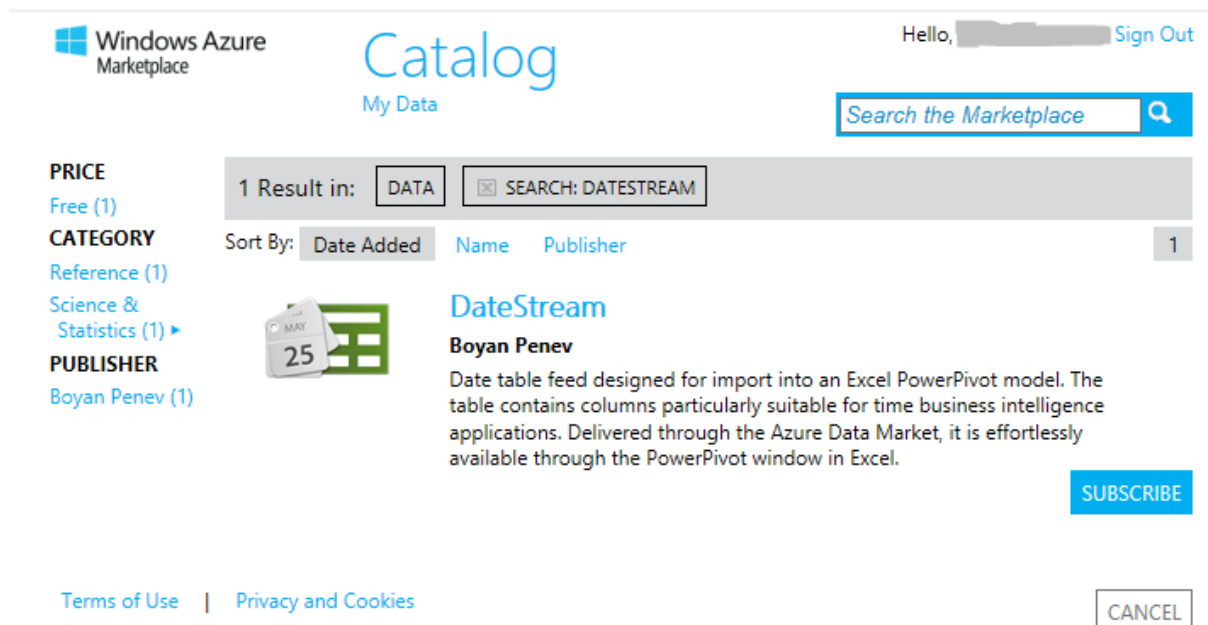 Windows Azure
Marketplace
Catalog
My Data
Hello, Sign Out
Search the Marketplace
PRICE
Free (1)
CATEGORY
Reference (1)
Science &
Statistics (1)
PUBLISHER
Boyan Penev (1)
1 Result in: DATA SEARCH: DATESTREAM
Sort By: Date Added Name Publisher 1
MAY
25
DateStream
Boyan Penev
Date table feed designed for import into an Excel PowerPivot model. The
table contains columns particularly suitable for time business intelligence
applications. Delivered through the Azure Data Market, it is effortlessly
available through the PowerPivot window in Excel.
SUBSCRIBE
Terms of Use | Privacy and Cookies
CANCEL